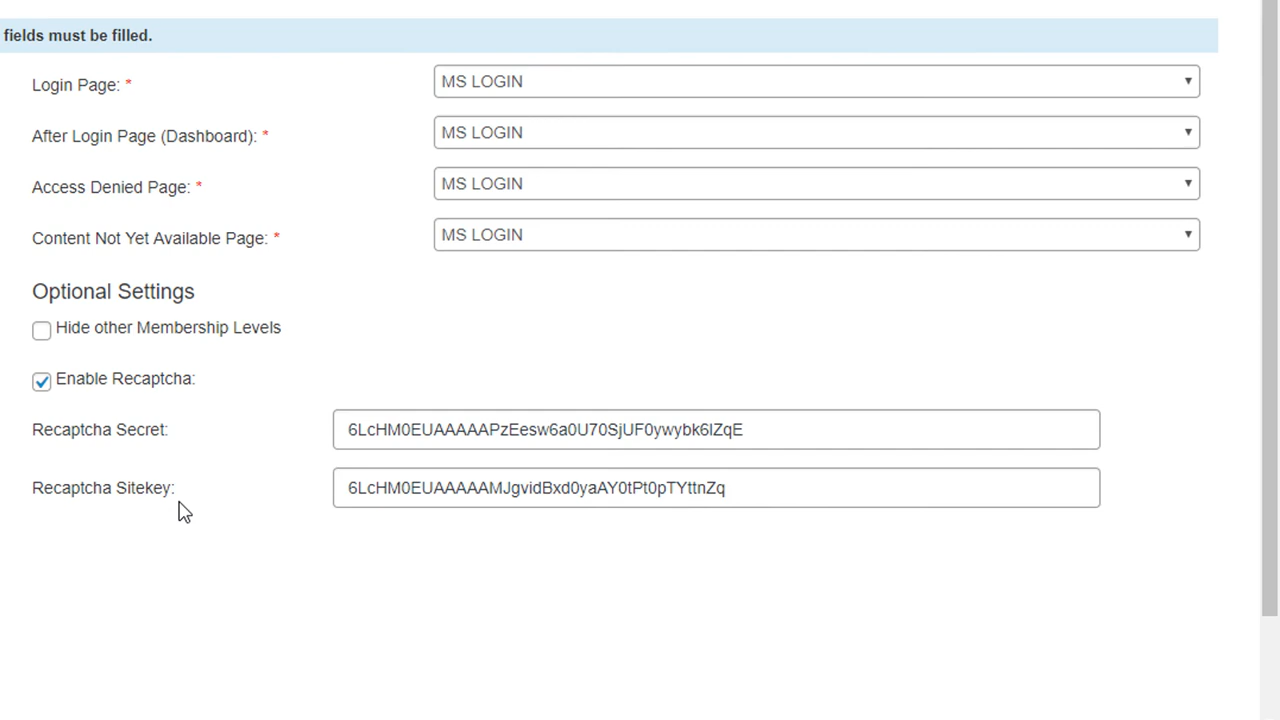 fields must be filled.
Login Page: * MS LOGIN
After Login Page (Dashboard): * MS LOGIN
Access Denied Page: * MS LOGIN
Content Not Yet Available Page: * MS LOGIN
Optional Settings
Hide other Membership Levels
Enable Recaptcha:
Recaptcha Secret: 6LcHM0EUAAAAAPzEesw6a0U70SjUF0ywybk6lZqE
Recaptcha Sitekey: 6LcHM0EUAAAAAMJgvidBxd0yaAY0tPt0pTYttnZq